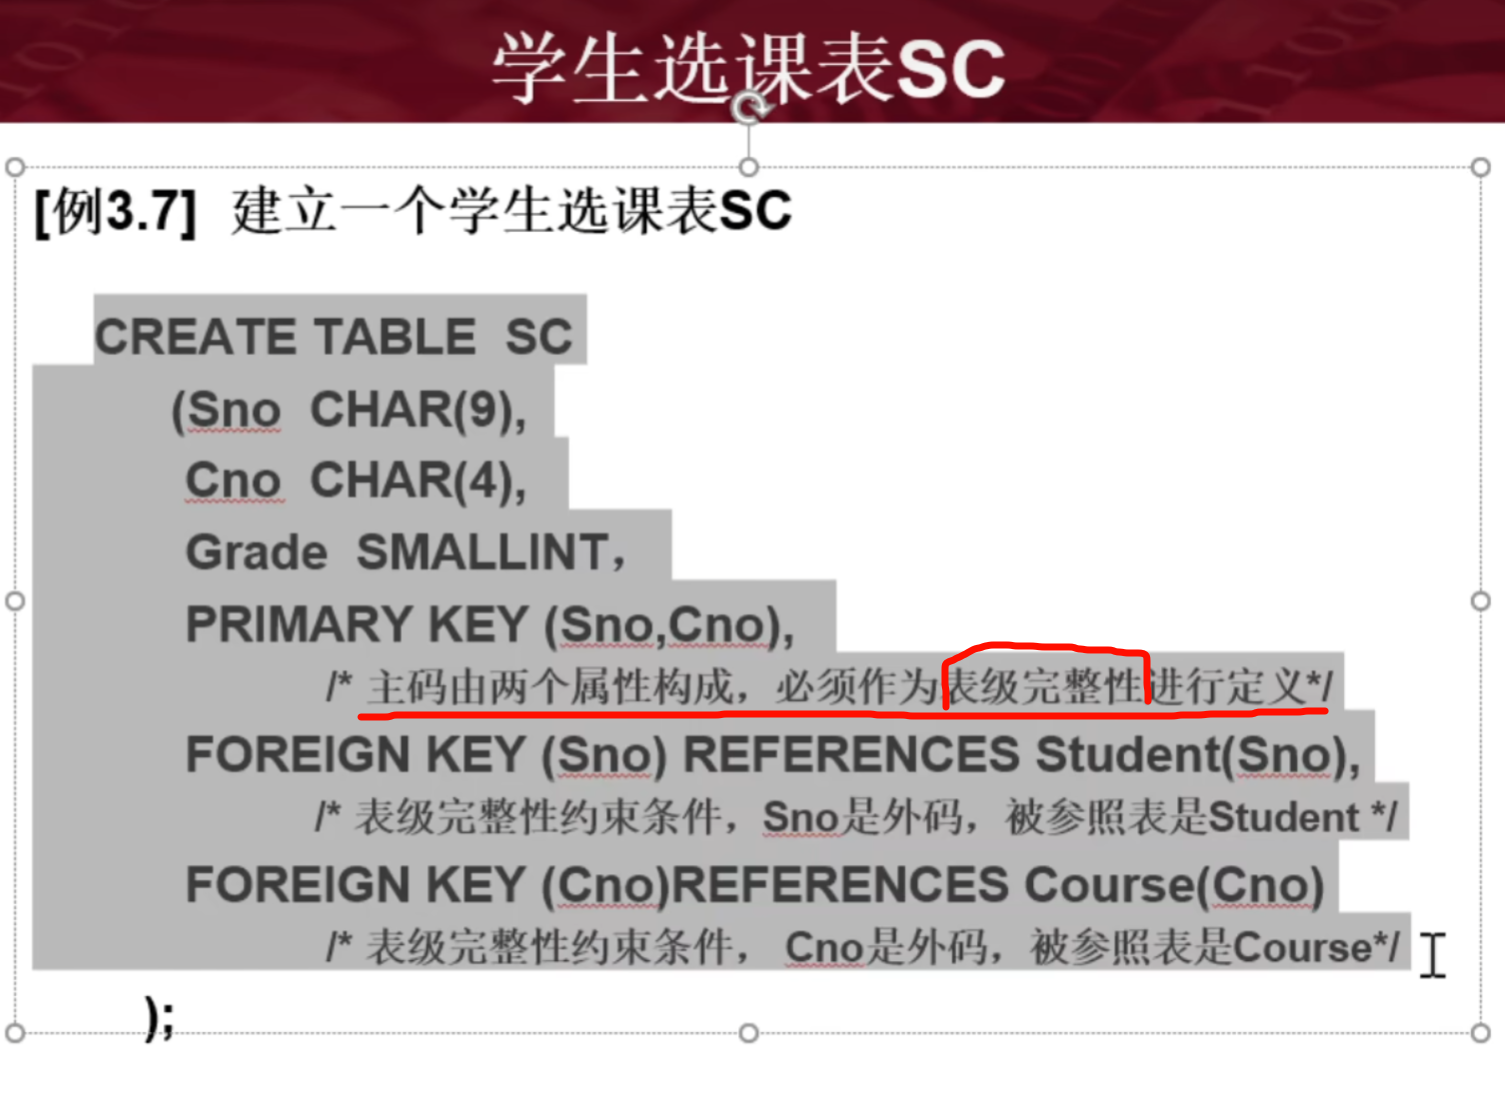 学生选课表SC
[例3.7] 建立一个学生选课表SC
CREATE TABLE SC
(Sno CHAR(9),
Cno CHAR(4),
Grade SMALLINT，
PRIMARY KEY (Sno,Cno),
/* 主码由两个属性构成，必须作为表级完整性进行定义*/
FOREIGN KEY (Sno) REFERENCES Student(Sno),
/* 表级完整性约束条件，Sno是外码，被参照表是Student */
FOREIGN KEY (Cno)REFERENCES Course(Cno)
/* 表级完整性约束条件， Cno是外码，被参照表是Course*/
);